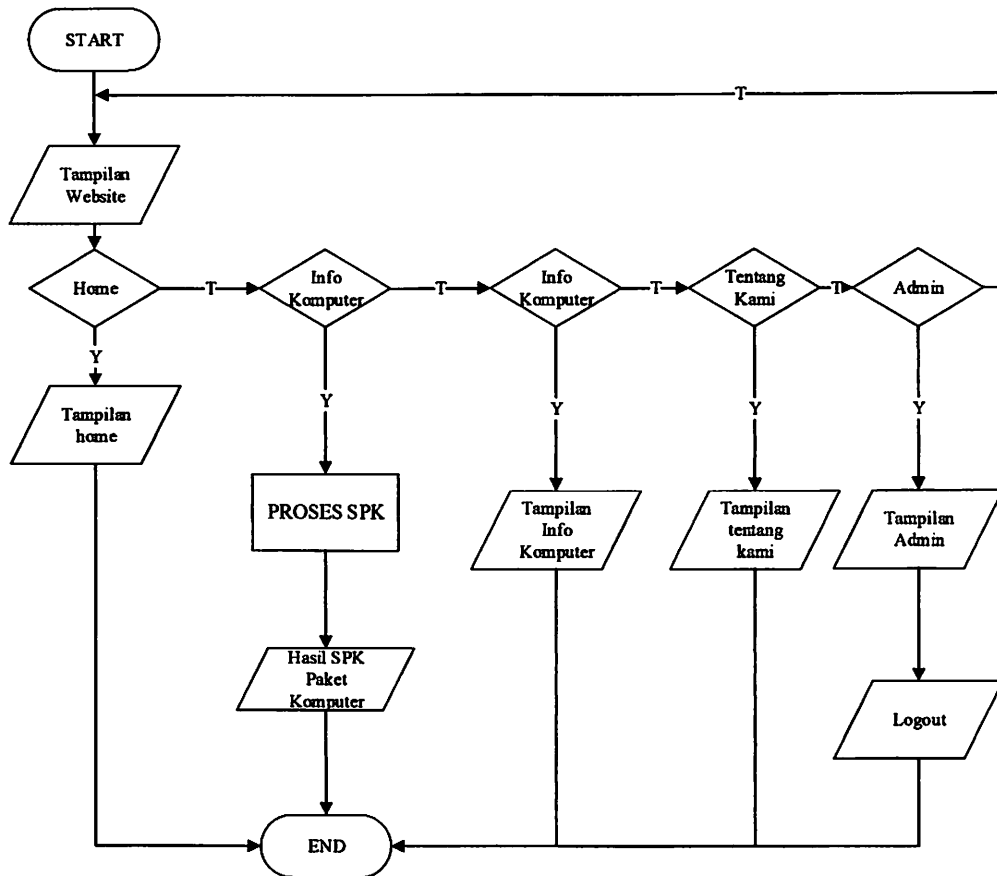 START
T
Tampilan
Website
Home
T
Info
Komputer
T
Info
Komputer
T
Tentang
Kami
T
Admin
Y
Y
Y
Y
Y
Tampilan
home
PROSES SPK
Tampilan
Info
Komputer
Tampilan
tentang
kami
Tampilan
Admin
Hasil SPK
Paket
Komputer
Logout
END